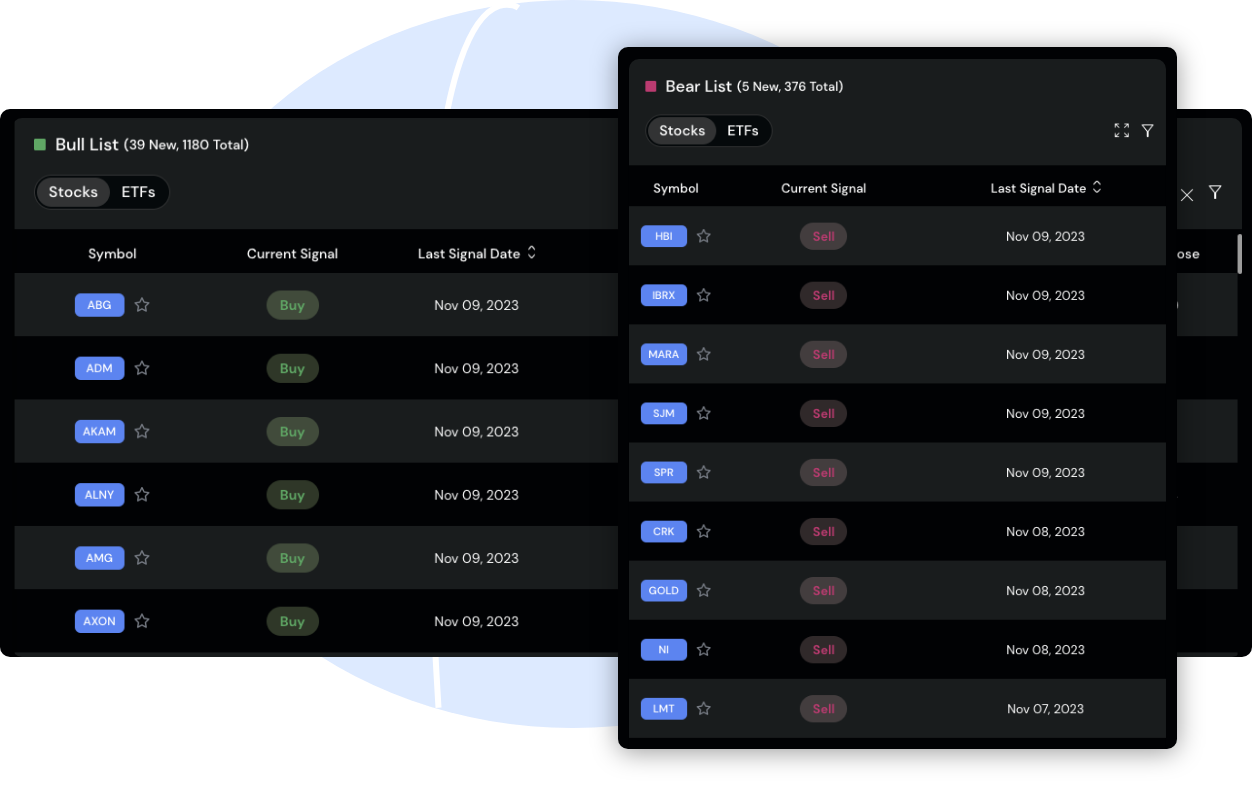 Bull List (39 New, 1180 Total)
Stocks ETFs
Symbol Current Signal Last Signal Date
ABG Buy Nov 09, 2023
ADM Buy Nov 09, 2023
AKAM Buy Nov 09, 2023
ALNY Buy Nov 09, 2023
AMG Buy Nov 09, 2023
AXON Buy Nov 09, 2023
Bear List (5 New, 376 Total)
Stocks ETFs
Symbol Current Signal Last Signal Date
HBI Sell Nov 09, 2023
IBRX Sell Nov 09, 2023
MARA Sell Nov 09, 2023
SJM Sell Nov 09, 2023
SPR Sell Nov 09, 2023
CRK Sell Nov 08, 2023
GOLD Sell Nov 08, 2023
NI Sell Nov 08, 2023
LMT Sell Nov 07, 2023
ose